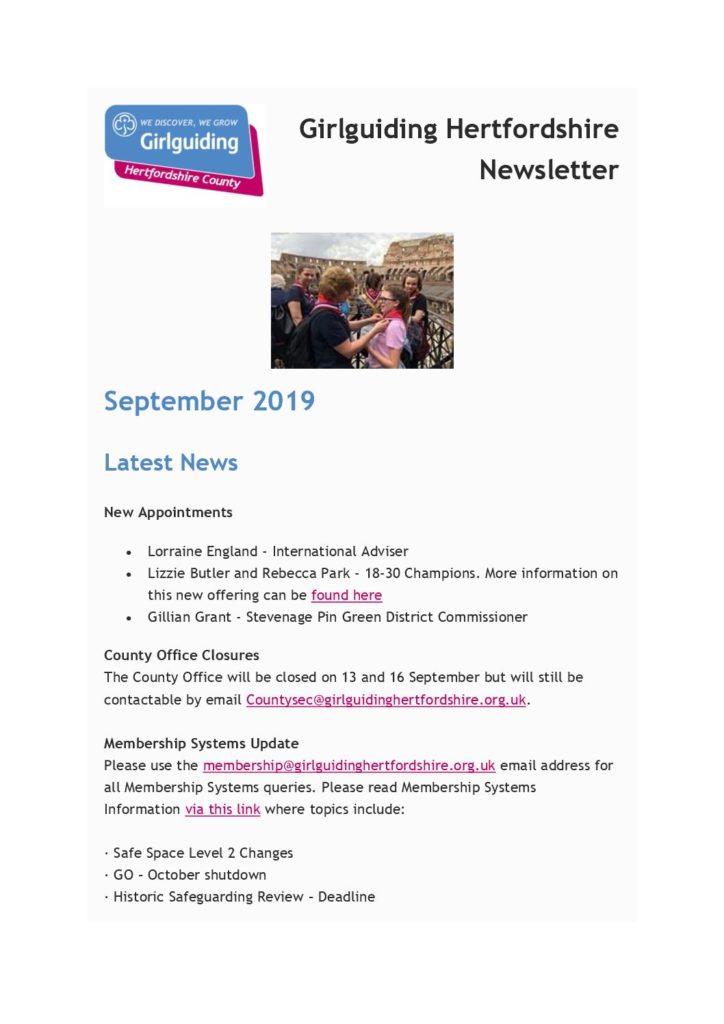 WE DISCOVER, WE GROW
Girlguiding
Hertfordshire County
Girlguiding Hertfordshire
Newsletter
September 2019
Latest News
New Appointments
• Lorraine England - International Adviser
• Lizzie Butler and Rebecca Park - 18-30 Champions. More information on
this new offering can be found here
• Gillian Grant - Stevenage Pin Green District Commissioner
County Office Closures
The County Office will be closed on 13 and 16 September but will still be
contactable by email Countysec@girlguidinghertfordshire.org.uk.
Membership Systems Update
Please use the membership@girlguidinghertfordshire.org.uk email address for
all Membership Systems queries. Please read Membership Systems
Information via this link where topics include:
· Safe Space Level 2 Changes
· GO – October shutdown
· Historic Safeguarding Review – Deadline